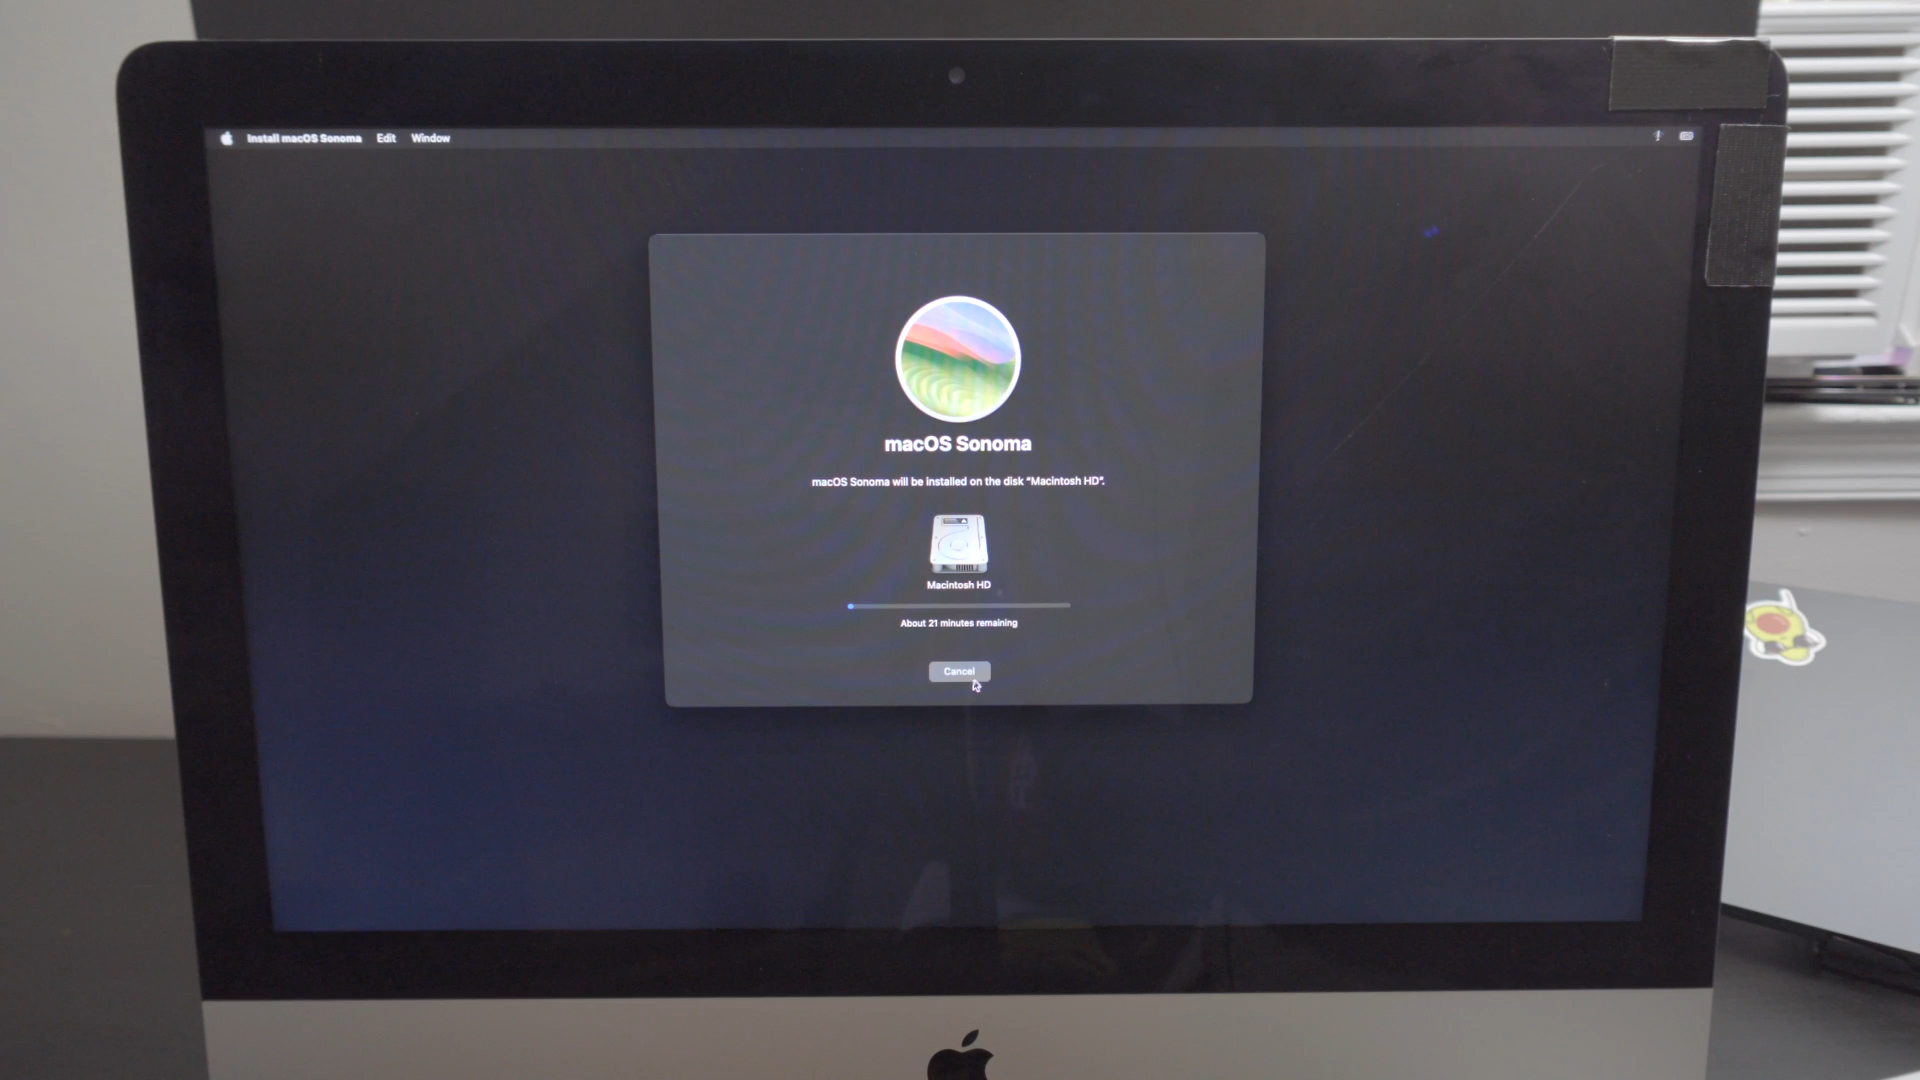 Install macOS Sonoma Edit Window
macOS Sonoma
macOS Sonoma will be installed on the disk “Macintosh HD”.
Macintosh HD
About 21 minutes remaining
Cancel